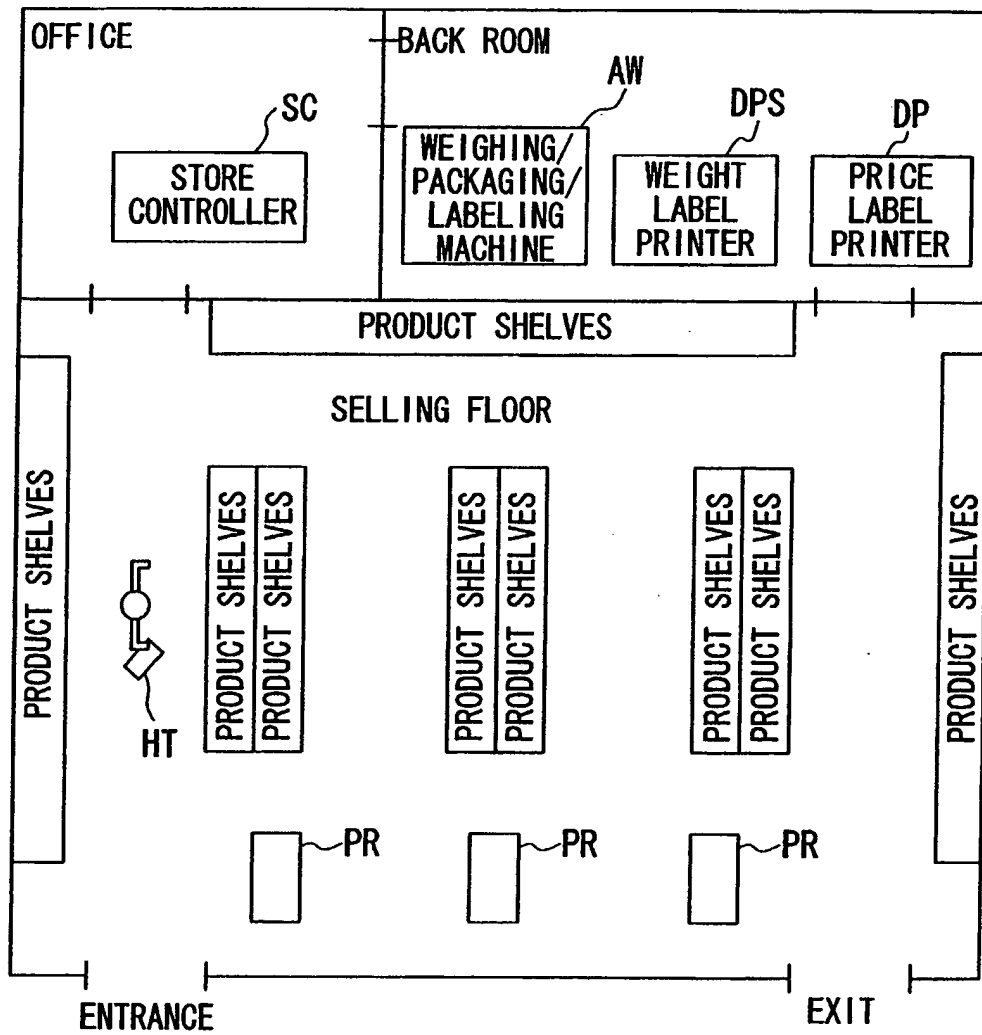 OFFICE
BACK ROOM
SC
AW
DPS
DP
STORE
CONTROLLER
WEIGHING/
PACKAGING/
LABELING
MACHINE
WEIGHT
LABEL
PRINTER
PRICE
LABEL
PRINTER
PRODUCT SHELVES
SELLING FLOOR
PRODUCT SHELVES
PRODUCT SHELVES
PRODUCT SHELVES
PRODUCT SHELVES
PRODUCT SHELVES
PRODUCT SHELVES
PRODUCT SHELVES
PRODUCT SHELVES
HT
PR
PR
PR
ENTRANCE
EXIT